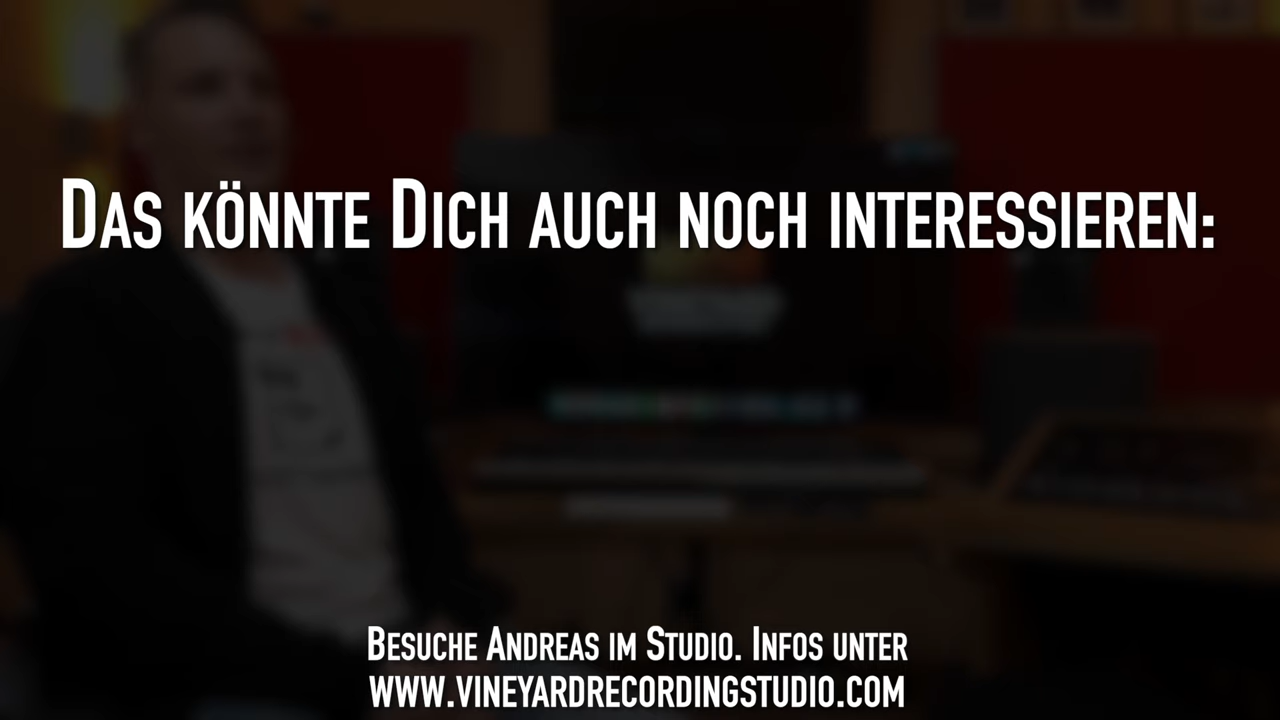 Das könnte Dich auch noch interessieren:
Besuche Andreas im Studio. Infos unter
www.vineyardrecordingstudio.com